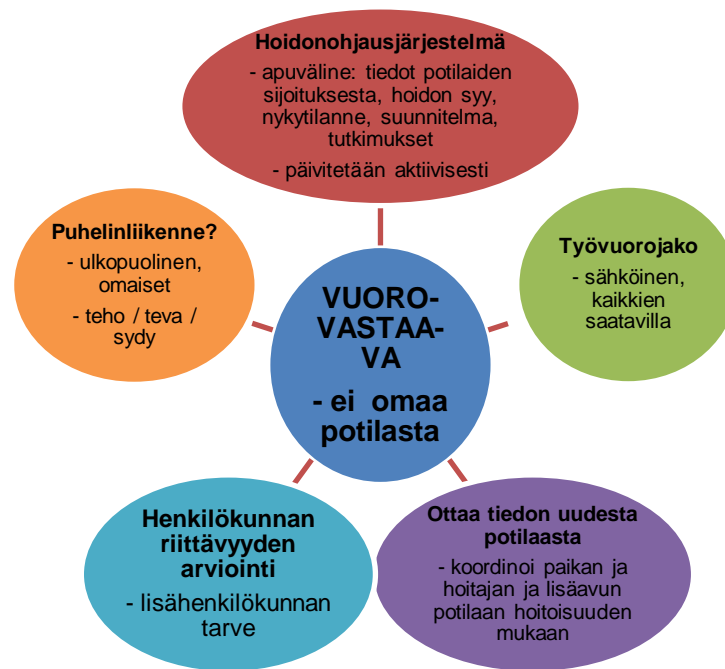 Hoidonohjausjärjestelmä
- apuväline: tiedot potilaiden
sijoituksesta, hoidon syy,
nykytilanne, suunnitelma,
tutkimukset
- päivitetään aktiivisesti
Puhelinliikenne?
- ulkopuolinen,
omaiset
- teho / teva /
sydy
VUORO-
VASTAA-
VA
- ei omaa
potilasta
Työvuorojako
- sähköinen,
kaikkien
saatavilla
Henkilökunnan
riittävyyden
arviointi
- lisähenkilökunnan
tarve
Ottaa tiedon uudesta
potilaasta
- koordinoi paikan ja
hoitajan ja lisäavun
potilaan hoitoisuuden
mukaan